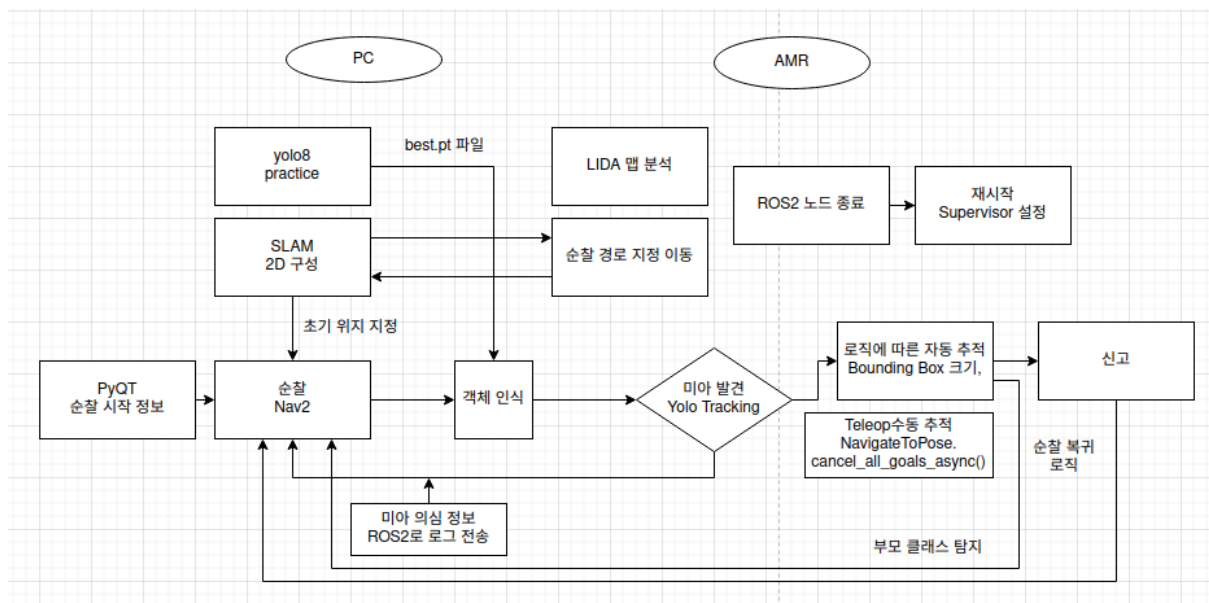 PC
AMR
yolo8
practice
best.pt 파일
LIDA 맵 분석
ROS2 노드 종료
재시작
Supervisor 설정
SLAM
2D 구성
순찰 경로 지정 이동
초기 위지 지정
PyQT
순찰 시작 정보
순찰
Nav2
객체 인식
미아 발견
Yolo Tracking
로직에 따른 자동 추적
Bounding Box 크기,
신고
Teleop수동 추적
NavigateToPose.
cancel_all_goals_async()
순찰 복귀
로직
미아 의심 정보
ROS2로 로그 전송
부모 클래스 탐지